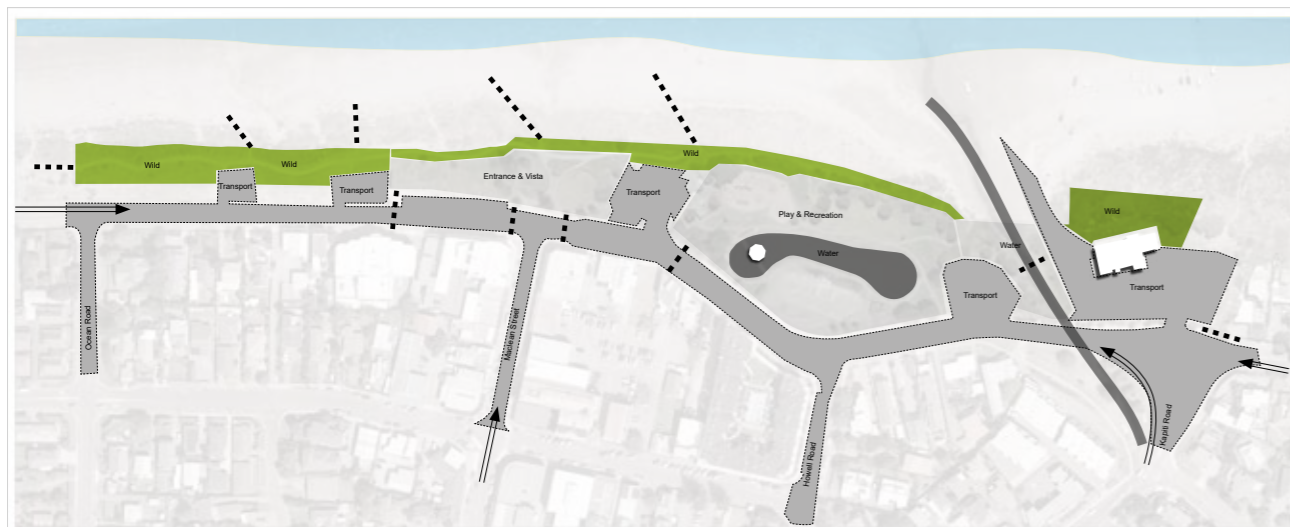 Wild
Wild
Wild
Transport
Transport
Entrance & Vista
Transport
Play & Recreation
Wild
Water
Water
Transport
Transport
Ocean Road
Maclean Street
Howell Road
Kapiti Road